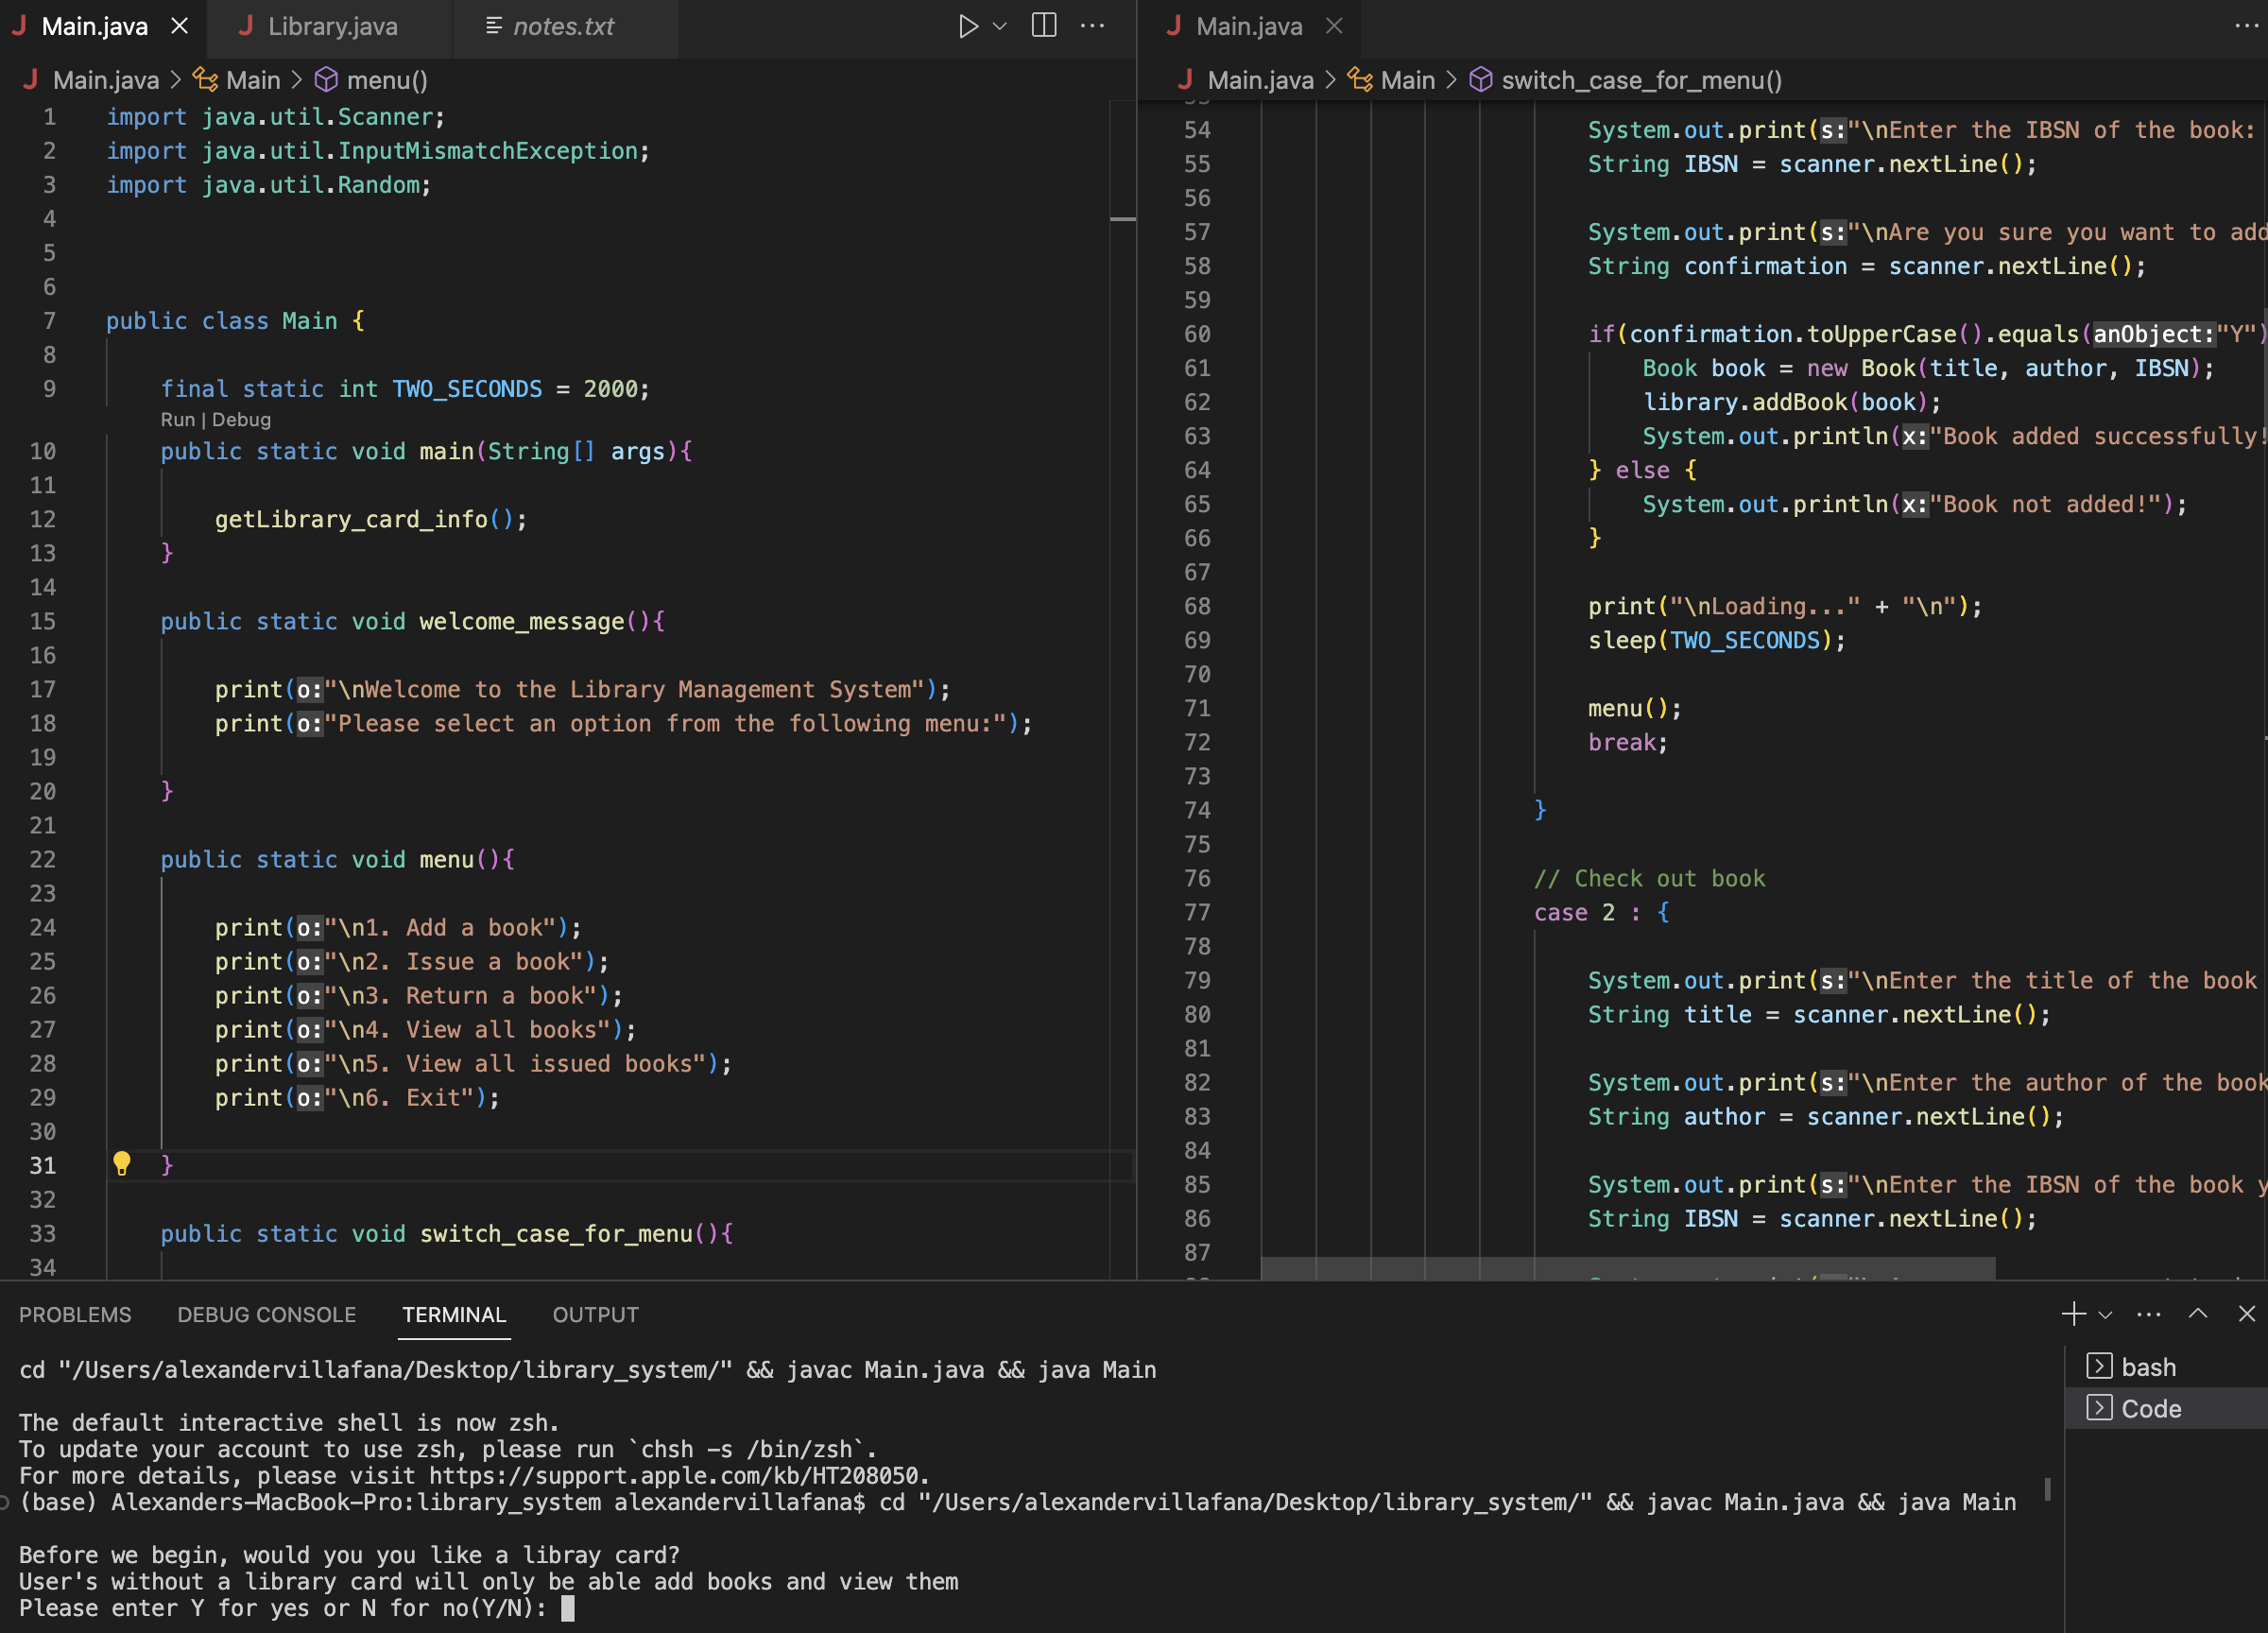 Main.java
Library.java
notes.txt
Main.java > Main > menu()
1 import java.util.Scanner;
2 import java.util.InputMismatchException;
3 import java.util.Random;
4
5
6
7 public class Main {
8
9 final static int TWO_SECONDS = 2000;
Run | Debug
10 public static void main(String[] args){
11
12 getLibrary_card_info();
13 }
14
15 public static void welcome_message(){
16
17 print(o:"\nWelcome to the Library Management System");
18 print(o:"Please select an option from the following menu:");
19
20 }
21
22 public static void menu(){
23
24 print(o:"\n1. Add a book");
25 print(o:"\n2. Issue a book");
26 print(o:"\n3. Return a book");
27 print(o:"\n4. View all books");
28 print(o:"\n5. View all issued books");
29 print(o:"\n6. Exit");
30
31 }
32
33 public static void switch_case_for_menu(){
34
Main.java
Main.java > Main > switch_case_for_menu()
54 System.out.print(s:"\nEnter the IBSN of the book:
55 String IBSN = scanner.nextLine();
56
57 System.out.print(s:"\nAre you sure you want to add
58 String confirmation = scanner.nextLine();
59
60 if(confirmation.toUpperCase().equals(anObject:"Y")
61 Book book = new Book(title, author, IBSN);
62 library.addBook(book);
63 System.out.println(x:"Book added successfully!
64 } else {
65 System.out.println(x:"Book not added!");
66 }
67
68 print("\nLoading..." + "\n");
69 sleep(TWO_SECONDS);
70
71 menu();
72 break;
73
74 }
75
76 // Check out book
77 case 2 : {
78
79 System.out.print(s:"\nEnter the title of the book
80 String title = scanner.nextLine();
81
82 System.out.print(s:"\nEnter the author of the book
83 String author = scanner.nextLine();
84
85 System.out.print(s:"\nEnter the IBSN of the book y
86 String IBSN = scanner.nextLine();
87
PROBLEMS DEBUG CONSOLE TERMINAL OUTPUT
cd "/Users/alexandervillafana/Desktop/library_system/" && javac Main.java && java Main
The default interactive shell is now zsh.
To update your account to use zsh, please run `chsh -s /bin/zsh`.
For more details, please visit https://support.apple.com/kb/HT208050.
(base) Alexanders-MacBook-Pro:library_system alexandervillafana$ cd "/Users/alexandervillafana/Desktop/library_system/" && javac Main.java && java Main
Before we begin, would you you like a libray card?
User's without a library card will only be able add books and view them
Please enter Y for yes or N for no(Y/N):
bash
Code